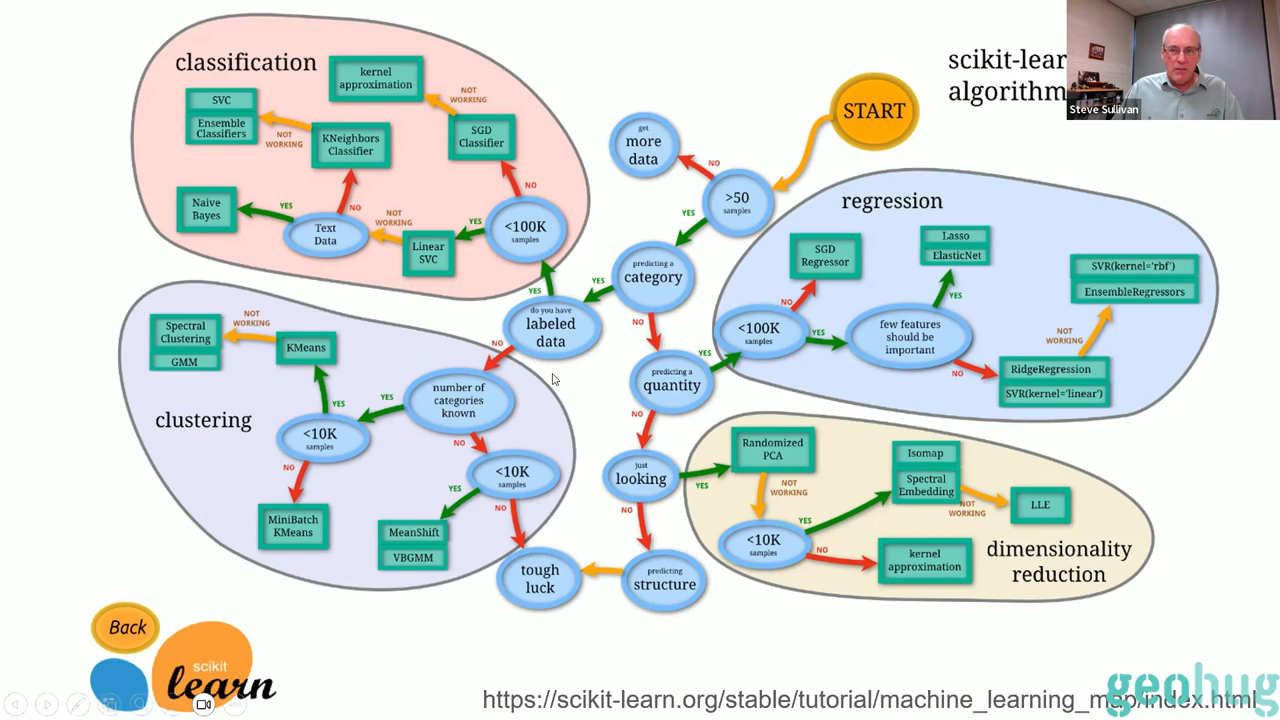 scikit-lear
algorithm
Steve Sullivan
START
get
more
data
NO
>50
samples
YES
classification
kernel
approximation
NOT
WORKING
SVC
Ensemble
Classifiers
NOT
WORKING
KNeighbors
Classifier
SGD
Classifier
NO
Naive
Bayes
YES
NO
Text
Data
NOT
WORKING
Linear
SVC
YES
<100K
samples
YES
predicting a
category
YES
NO
do you have
labeled
data
NO
regression
SGD
Regressor
Lasso
ElasticNet
SVR(kernel='rbf')
EnsembleRegressors
NO
YES
<100K
samples
YES
few features
should be
important
NOT
WORKING
NO
RidgeRegression
SVR(kernel='linear')
YES
predicting a
quantity
NO
clustering
Spectral
Clustering
GMM
NOT
WORKING
KMeans
YES
number of
categories
known
YES
NO
<10K
samples
NO
<10K
samples
YES
NO
MiniBatch
KMeans
MeanShift
VBGMM
just
looking
YES
NO
Randomized
PCA
NOT
WORKING
Isomap
Spectral
Embedding
NOT
WORKING
LLE
<10K
samples
YES
NO
kernel
approximation
dimensionality
reduction
tough
luck
predicting
structure
Back
scikit
learn
https://scikit-learn.org/stable/tutorial/machine_learning_map/index.html
geohug